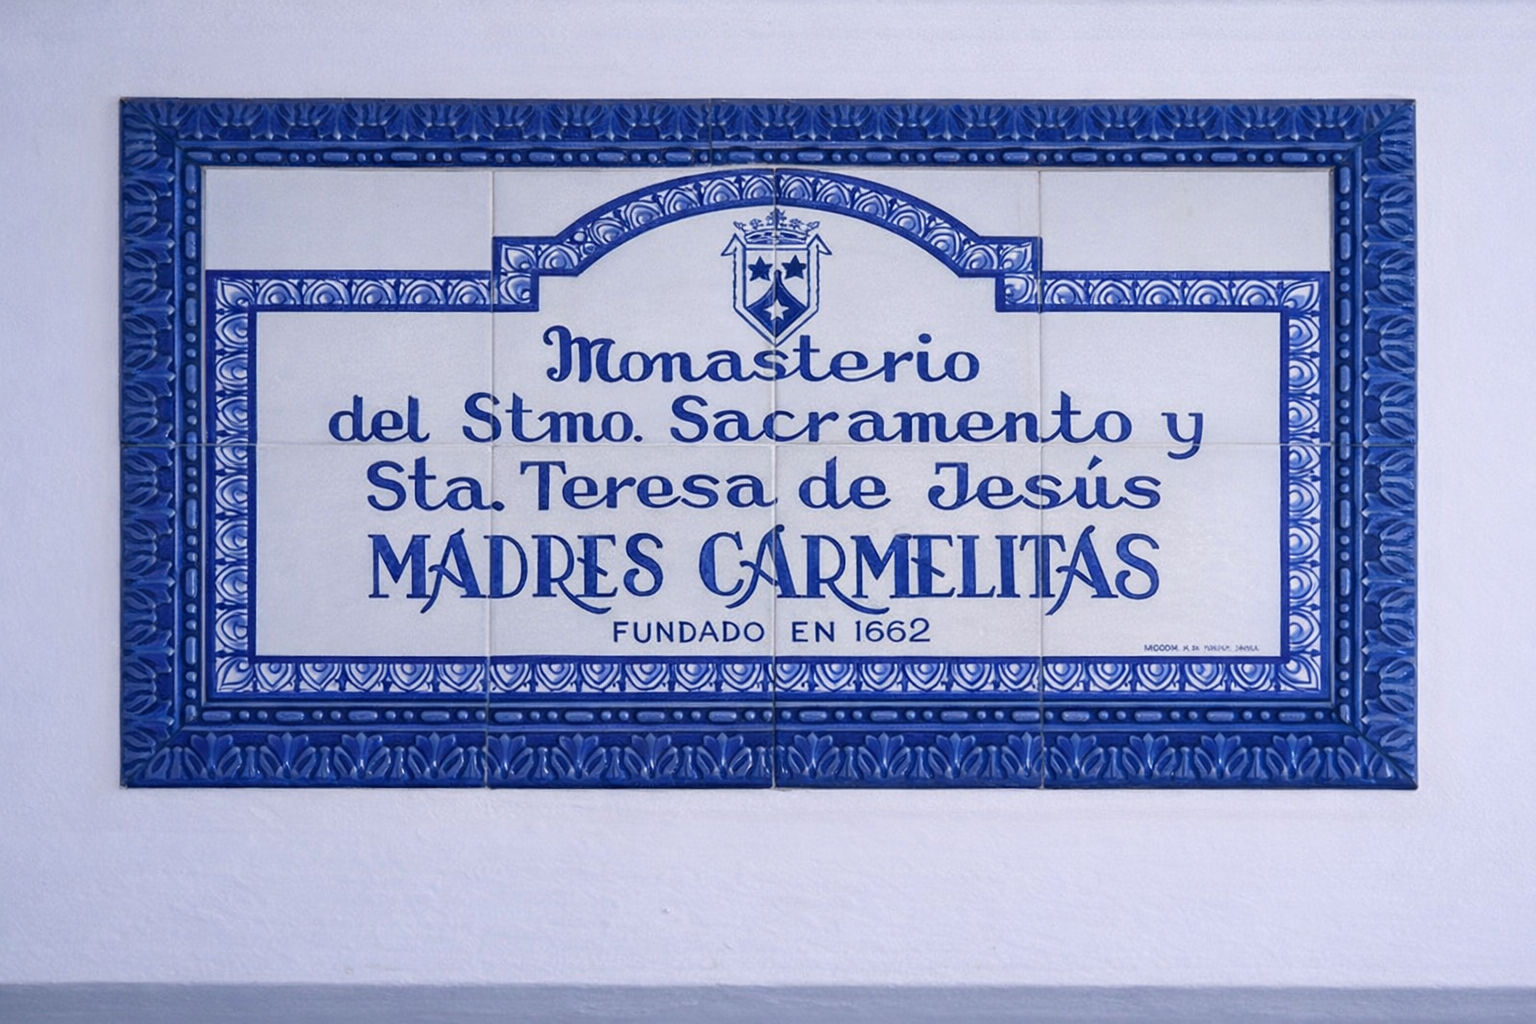 Monasterio
del Stmo. Sacramento y
Sta. Teresa de Jesús
MADRES CARMELITAS
FUNDADO EN 1662